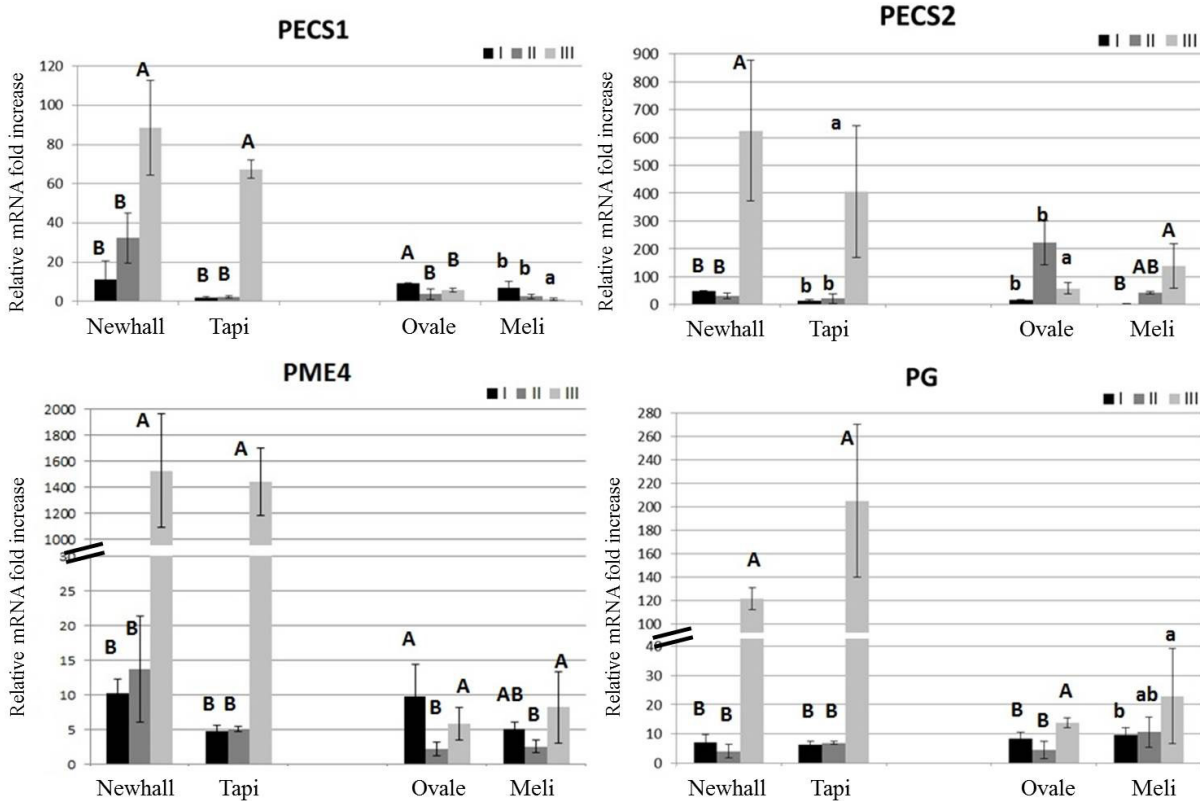 PECS1
I II III
Relative mRNA fold increase
120
100
80
60
40
20
0
B B A
B B A
A B B
b b a
Newhall Tapi Ovale Meli
PECS2
I II III
Relative mRNA fold increase
900
800
700
600
500
400
300
200
100
0
B B A
b b a
b b a
B AB A
Newhall Tapi Ovale Meli
PME4
I II III
Relative mRNA fold increase
2000
1800
1600
1400
1200
1000
30
25
20
15
10
5
0
B B A
B B A
A B A
AB B A
Newhall Tapi Ovale Meli
PG
I II III
Relative mRNA fold increase
280
260
240
220
200
180
160
140
120
100
40
30
20
10
0
B B A
B B A
B B A
b ab a
Newhall Tapi Ovale Meli